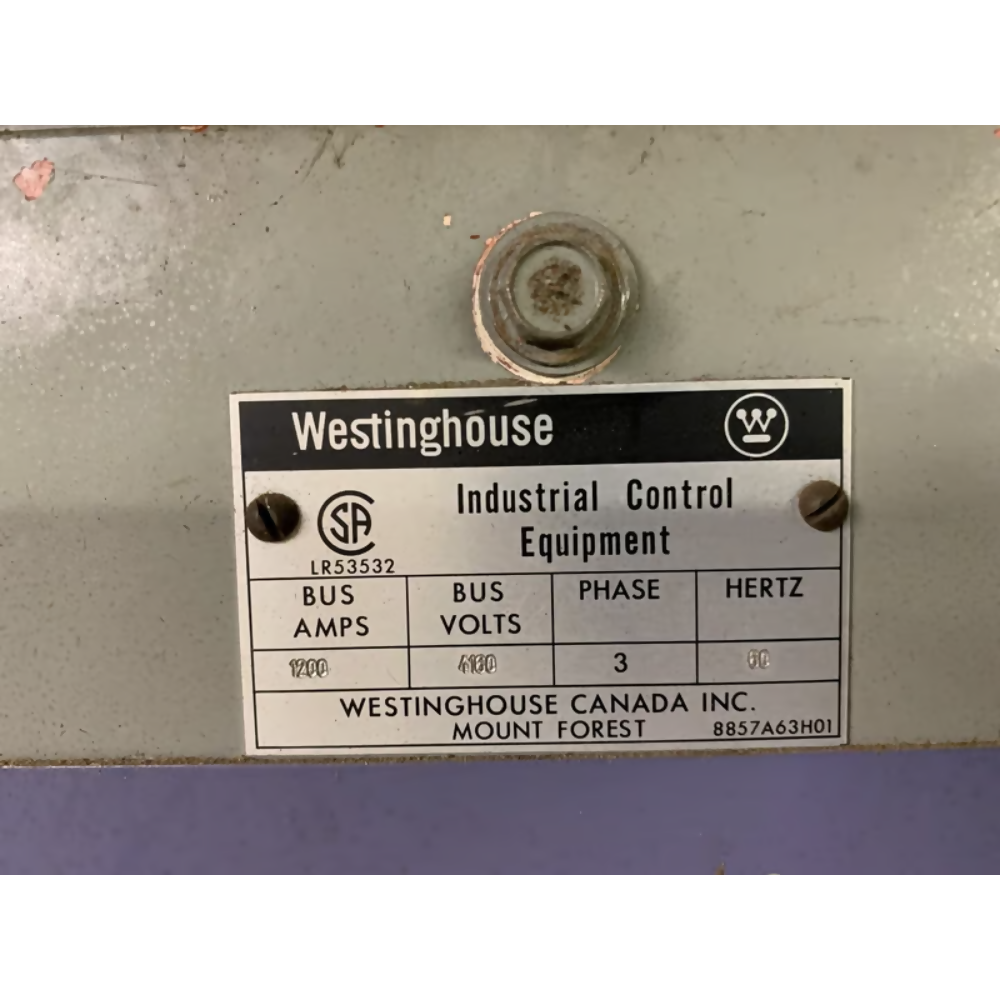 Westinghouse W
SA
LR53532
Industrial Control
Equipment
BUS AMPS
BUS VOLTS
PHASE
HERTZ
1200
4160
3
60
WESTINGHOUSE CANADA INC.
MOUNT FOREST 8857A63H01